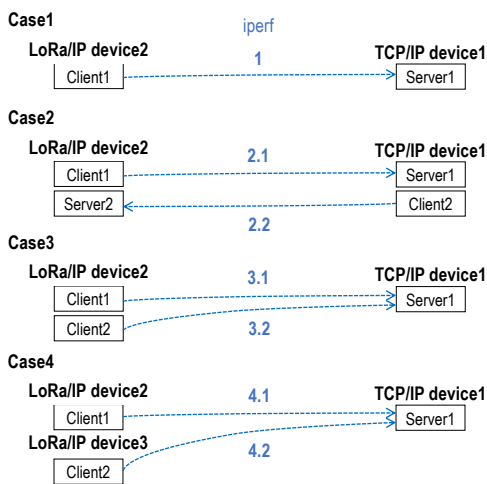 Case1
iperf
LoRa/IP device2
1
TCP/IP device1
Client1
Server1
Case2
LoRa/IP device2
2.1
TCP/IP device1
Client1
Server1
Server2
Client2
2.2
Case3
LoRa/IP device2
3.1
TCP/IP device1
Client1
Server1
Client2
3.2
Case4
LoRa/IP device2
4.1
TCP/IP device1
Client1
Server1
LoRa/IP device3
4.2
Client2